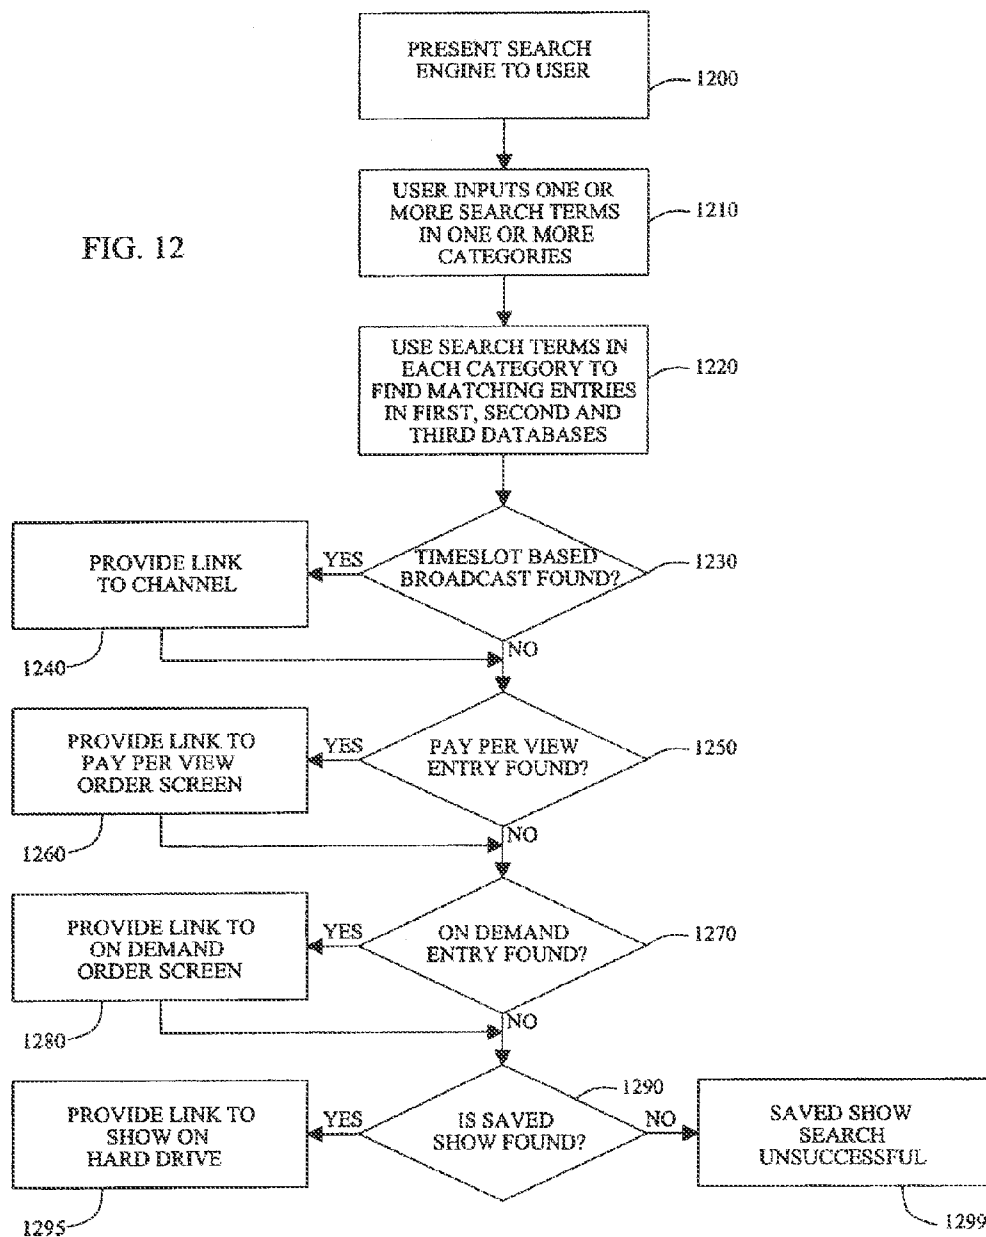 PRESENT SEARCH
ENGINE TO USER
1200
USER INPUTS ONE OR
MORE SEARCH TERMS
IN ONE OR MORE
CATEGORIES
1210
FIG. 12
USE SEARCH TERMS IN
EACH CATEGORY TO
FIND MATCHING ENTRIES
IN FIRST, SECOND AND
THIRD DATABASES
1220
PROVIDE LINK
TO CHANNEL
YES
TIMESLOT BASED
BROADCAST FOUND?
1230
1240
NO
PROVIDE LINK TO
PAY PER VIEW
ORDER SCREEN
YES
PAY PER VIEW
ENTRY FOUND?
1250
1260
NO
PROVIDE LINK TO
ON DEMAND
ORDER SCREEN
YES
ON DEMAND
ENTRY FOUND?
1270
1280
NO
1290
PROVIDE LINK TO
SHOW ON
HARD DRIVE
YES
IS SAVED
SHOW FOUND?
NO
SAVED SHOW
SEARCH
UNSUCCESSFUL
1295
1299